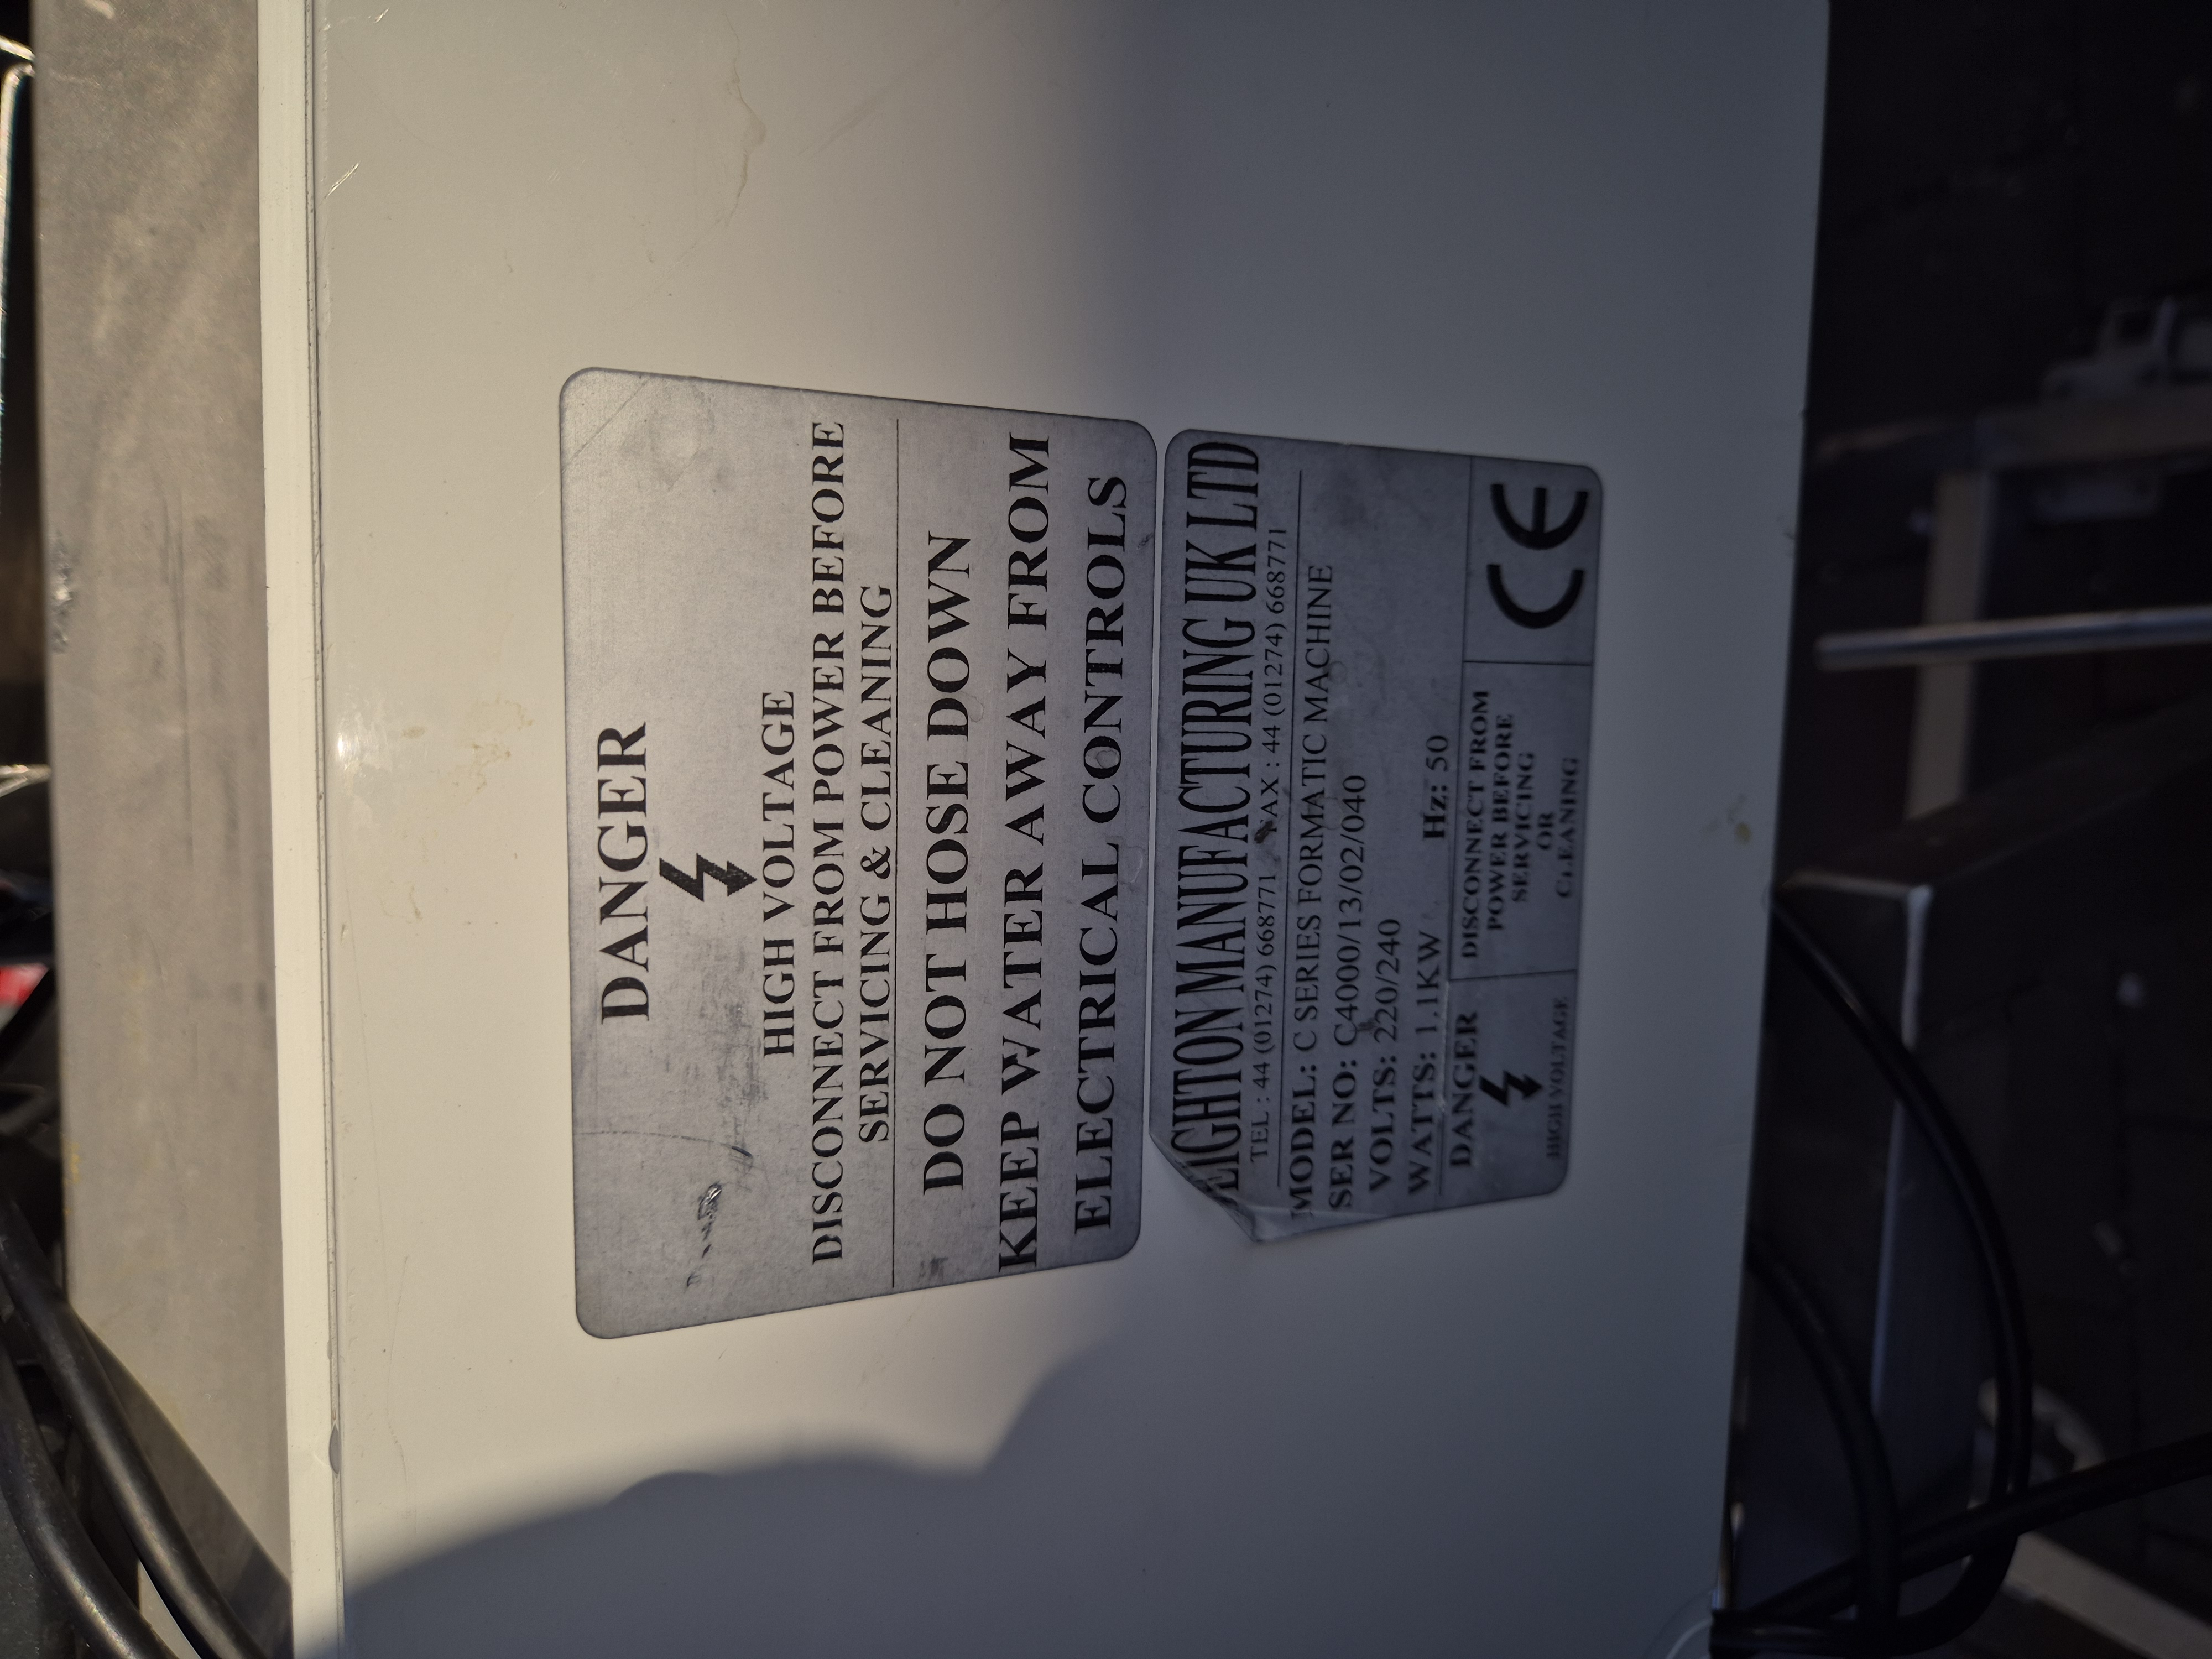 DANGER
HIGH VOLTAGE
DISCONNECT FROM POWER BEFORE
SERVICING & CLEANING
DO NOT HOSE DOWN
KEEP WATER AWAY FROM
ELECTRICAL CONTROLS
EIGHTON MANUFACTURING UK LTD
TEL : 44 (01274) 668771 FAX : 44 (01274) 668771
MODEL: C SERIES FORMATIC MACHINE
SER NO: C4000/13/02/040
VOLTS: 220/240
WATTS: 1.1KW Hz: 50
DANGER
HIGH VOLTAGE
DISCONNECT FROM
POWER BEFORE
SERVICING
OR
CLEANING
CE